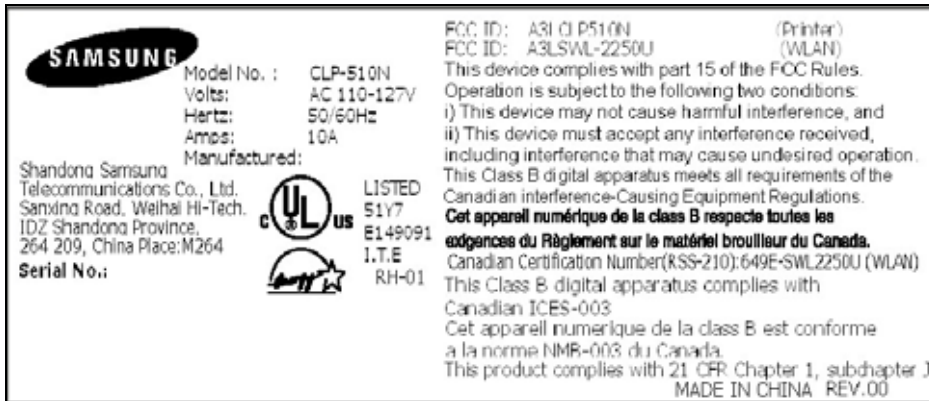 SAMSUNG
Model No. : CLP-510N
Volts: AC 110-127V
Hertz: 50/60Hz
Amps: 10A
Manufactured:
Shandong Samsung
Telecommunications Co., Ltd.
Sanxing Road, Weihai Hi-Tech.
IDZ Shandong Province,
264 209, China Place:M264
Serial No.:
C UL US
LISTED
51Y7
E149091
I.T.E
RH-01
energy
FCC ID: A3LCLP510N (Printer)
FCC ID: A3LSWL-2250U (WLAN)
This device complies with part 15 of the FCC Rules.
Operation is subject to the following two conditions:
i) This device may not cause harmful interference, and
ii) This device must accept any interference received,
including interference that may cause undesired operation.
This Class B digital apparatus meets all requirements of the
Canadian interference-Causing Equipment Regulations.
Cet appareil numérique de la class B respecte toutes les
exigences du Règlement sur le matériel brouilleur du Canada.
Canadian Certification Number(RSS-210):649E-SWL2250U (WLAN)
This Class B digital apparatus complies with
Canadian ICES-003
Cet appareil numerique de la class B est conforme
a la norme NMB-003 du Canada.
This product complies with 21 CFR Chapter 1, subchapter J
MADE IN CHINA REV.00